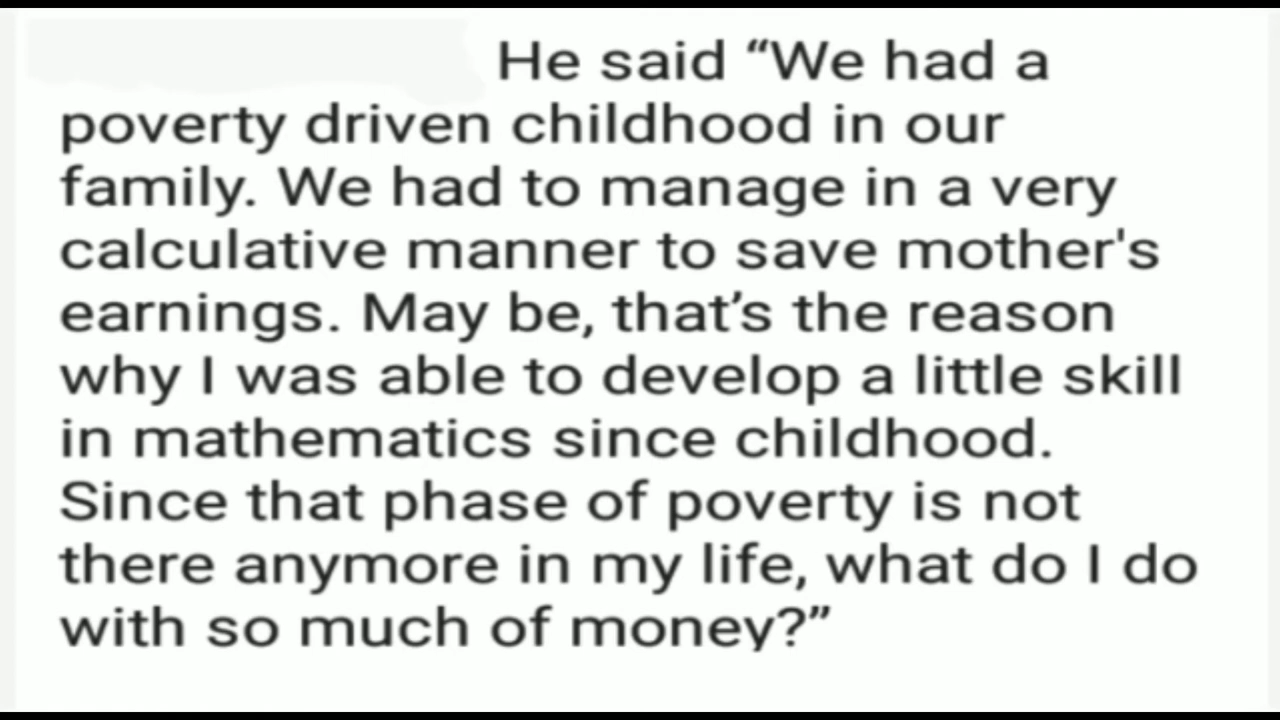 He said “We had a
poverty driven childhood in our
family. We had to manage in a very
calculative manner to save mother's
earnings. May be, that’s the reason
why I was able to develop a little skill
in mathematics since childhood.
Since that phase of poverty is not
there anymore in my life, what do I do
with so much of money?”